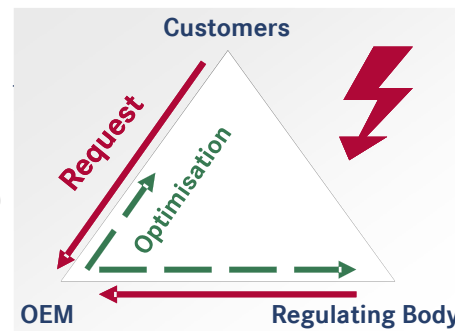 Customers
Request
Optimisation
OEM
Regulating Body